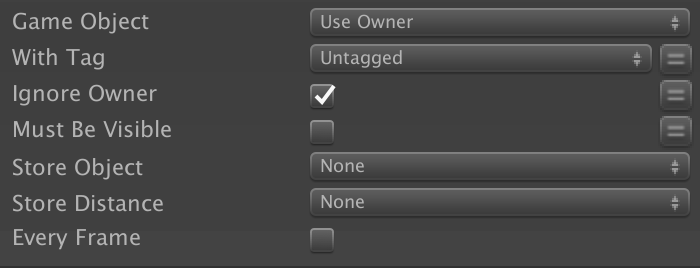 Game Object Use Owner
With Tag Untagged
Ignore Owner
Must Be Visible
Store Object None
Store Distance None
Every Frame